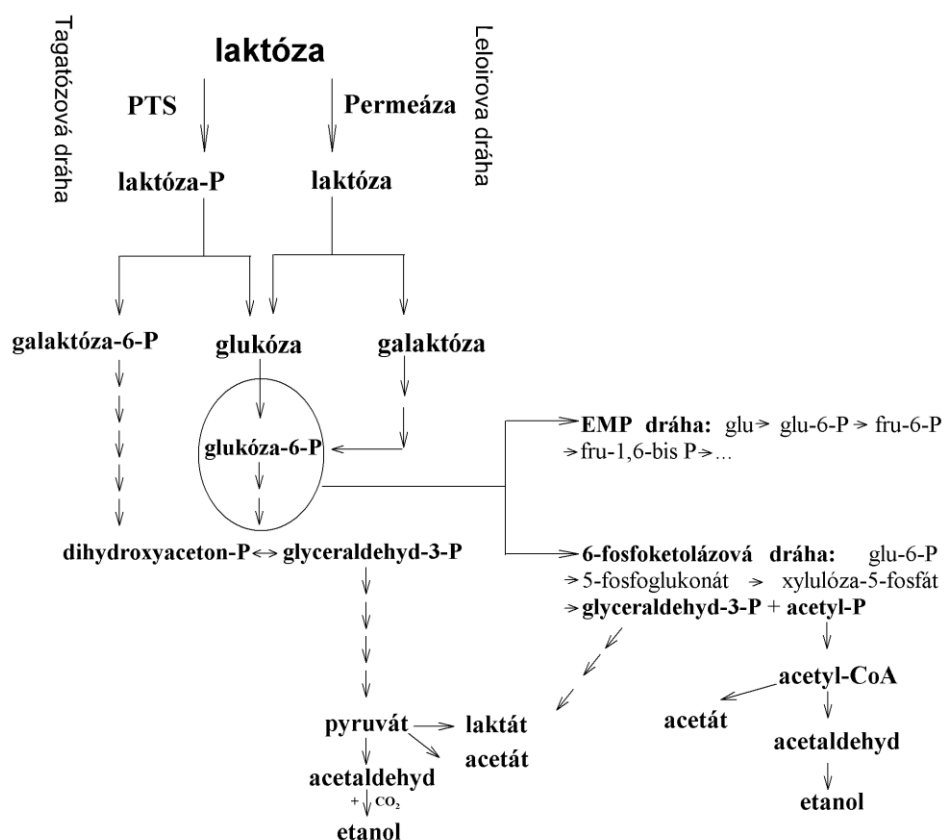 laktóza
Tagatózová dráha
Leloirova dráha
PTS
Permeáza
laktóza-P
laktóza
galaktóza-6-P
glukóza
galaktóza
glukóza-6-P
EMP dráha: glu → glu-6-P → fru-6-P
→ fru-1,6-bis P → ...
dihydroxyaceton-P ↔ glyceraldehyd-3-P
6-fosfoketolázová dráha: glu-6-P
→ 5-fosfoglukonát → xylulóza-5-fosfát
→ glyceraldehyd-3-P + acetyl-P
acetyl-CoA
pyruvát
laktát
acetát
acetát
acetaldehyd
acetaldehyd
+ CO₂
etanol
etanol